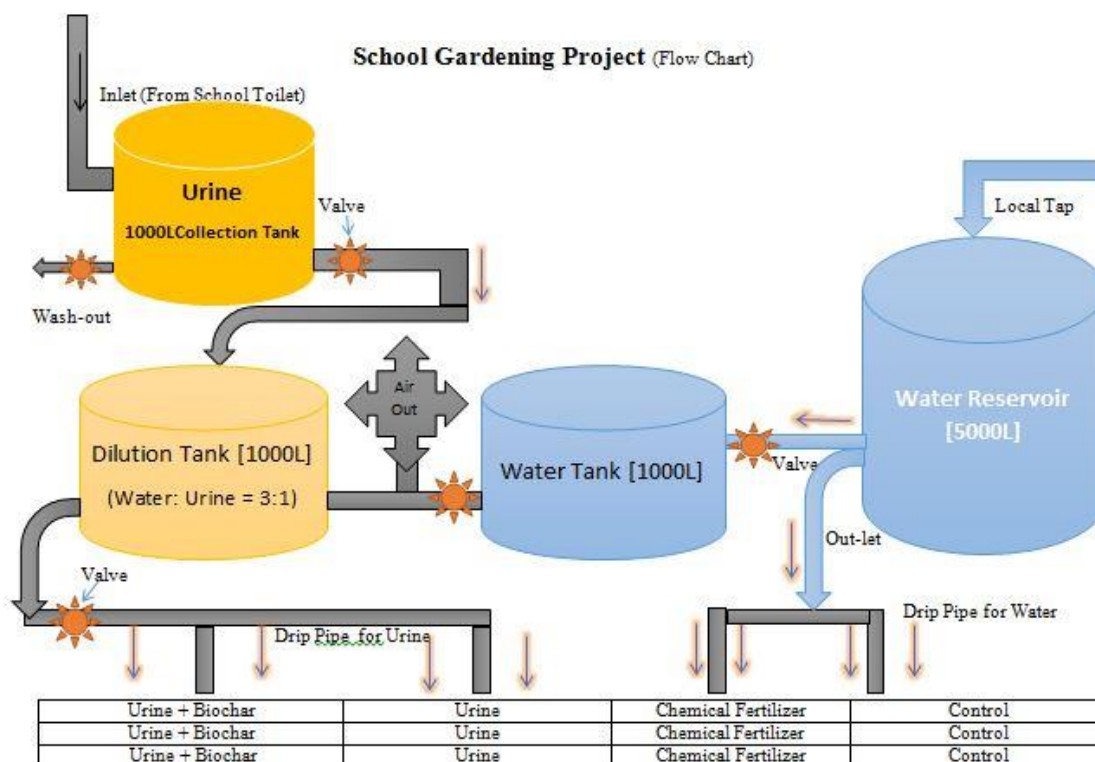 School Gardening Project (Flow Chart)
Inlet (From School Toilet)
Urine
1000LCollection Tank
Valve
Wash-out
Local Tap
Air
Out
Water Reservoir
[5000L]
Dilution Tank [1000L]
(Water: Urine = 3:1)
Water Tank [1000L]
Valve
Out-let
Valve
Drip Pipe for Urine
Drip Pipe for Water
Urine + Biochar Urine Chemical Fertilizer Control
Urine + Biochar Urine Chemical Fertilizer Control
Urine + Biochar Urine Chemical Fertilizer Control